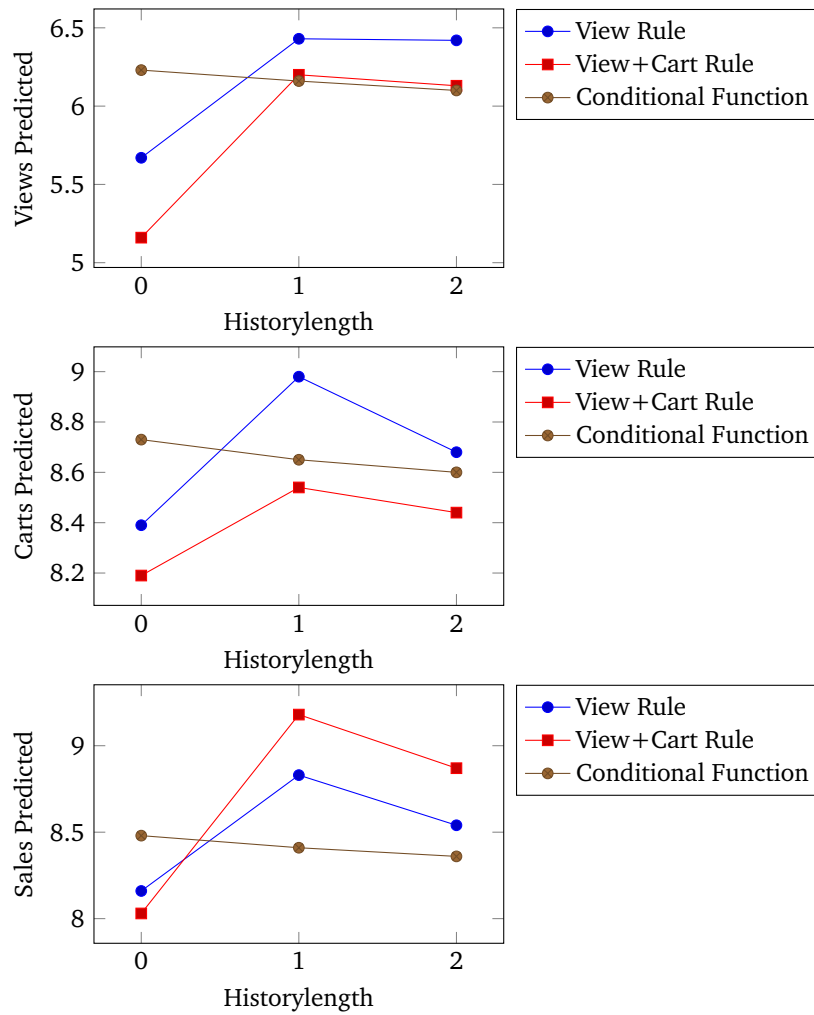 6.5
6
5.5
5
Views Predicted
0 1 2
Historylength
View Rule
View+Cart Rule
Conditional Function
9
8.8
8.6
8.4
8.2
Carts Predicted
0 1 2
Historylength
View Rule
View+Cart Rule
Conditional Function
9
8.5
8
Sales Predicted
0 1 2
Historylength
View Rule
View+Cart Rule
Conditional Function